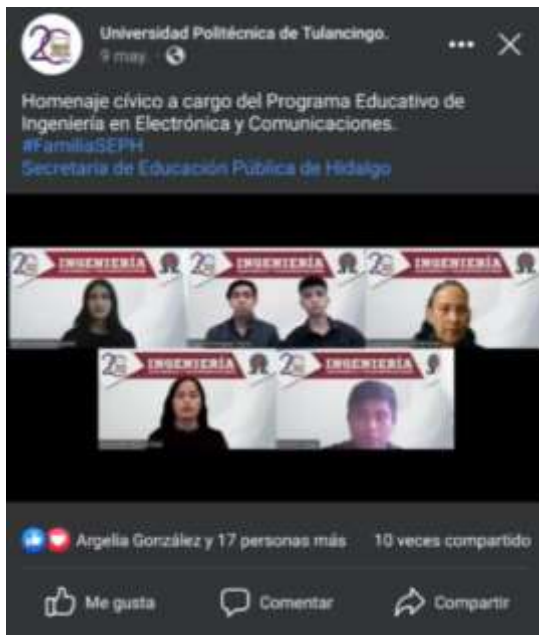 Universidad Politécnica de Tulancingo.
9 may.
Homenaje cívico a cargo del Programa Educativo de
Ingeniería en Electrónica y Comunicaciones.
#FamiliaSEPH
Secretaría de Educación Pública de Hidalgo
INGENIERÍA
INGENIERÍA
INGENIERÍA
INGENIERÍA
INGENIERÍA
Argelia González y 17 personas más 10 veces compartido
Me gusta Comentar Compartir